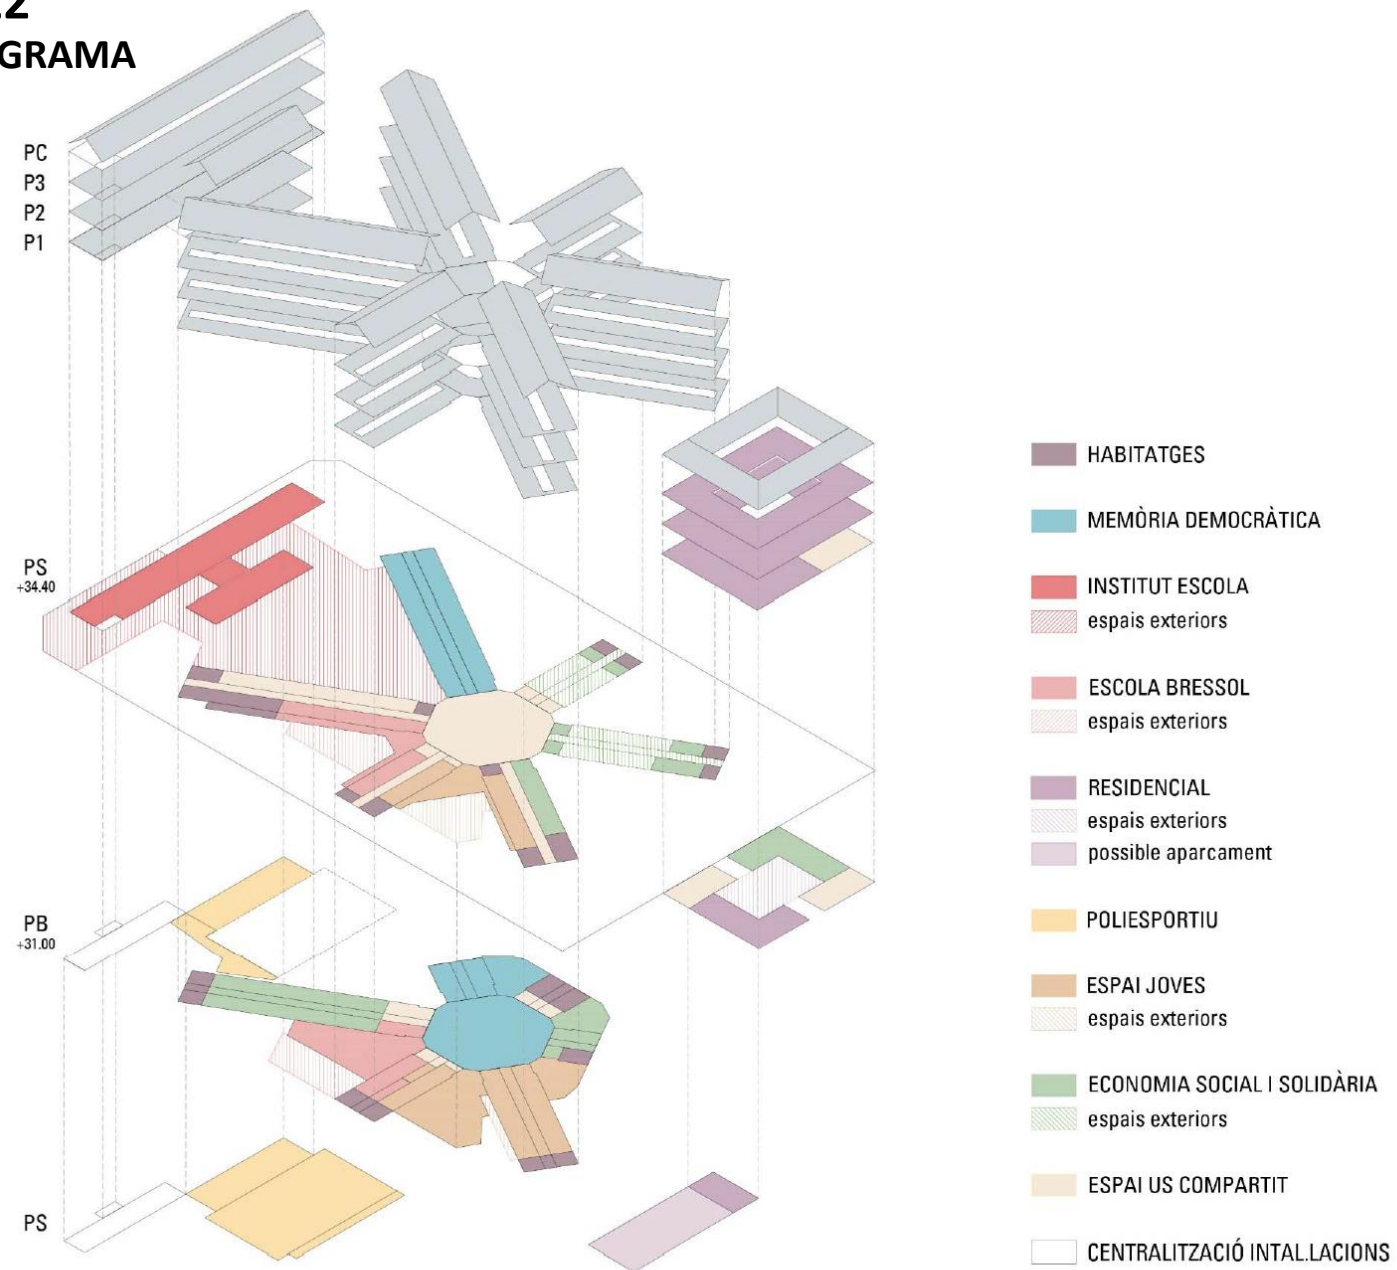 GRAMA
PC
P3
P2
P1
PS
+34.40
PB
+31.00
PS
HABITATGES
MEMÒRIA DEMOCRÀTICA
INSTITUT ESCOLA
espais exteriors
ESCOLA BRESSOL
espais exteriors
RESIDENCIAL
espais exteriors
possible aparcament
POLIESPORTIU
ESPAI JOVES
espais exteriors
ECONOMIA SOCIAL I SOLIDÀRIA
espais exteriors
ESPAI US COMPARTIT
CENTRALITZACIÓ INTAL.LACIONS